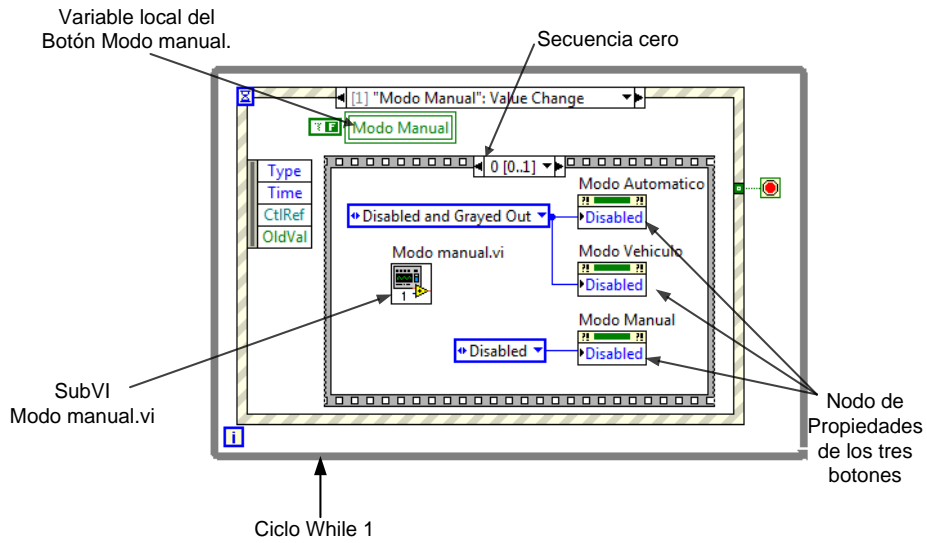 Variable local del
Botón Modo manual.
Secuencia cero
[1] "Modo Manual": Value Change
F
Modo Manual
0 [0..1]
Type
Time
CtlRef
OldVal
Modo Automatico
Disabled and Grayed Out
Disabled
Modo manual.vi
1
Modo Vehiculo
Disabled
Modo Manual
Disabled
Disabled
SubVI
Modo manual.vi
Nodo de
Propiedades
de los tres
botones
i
Ciclo While 1